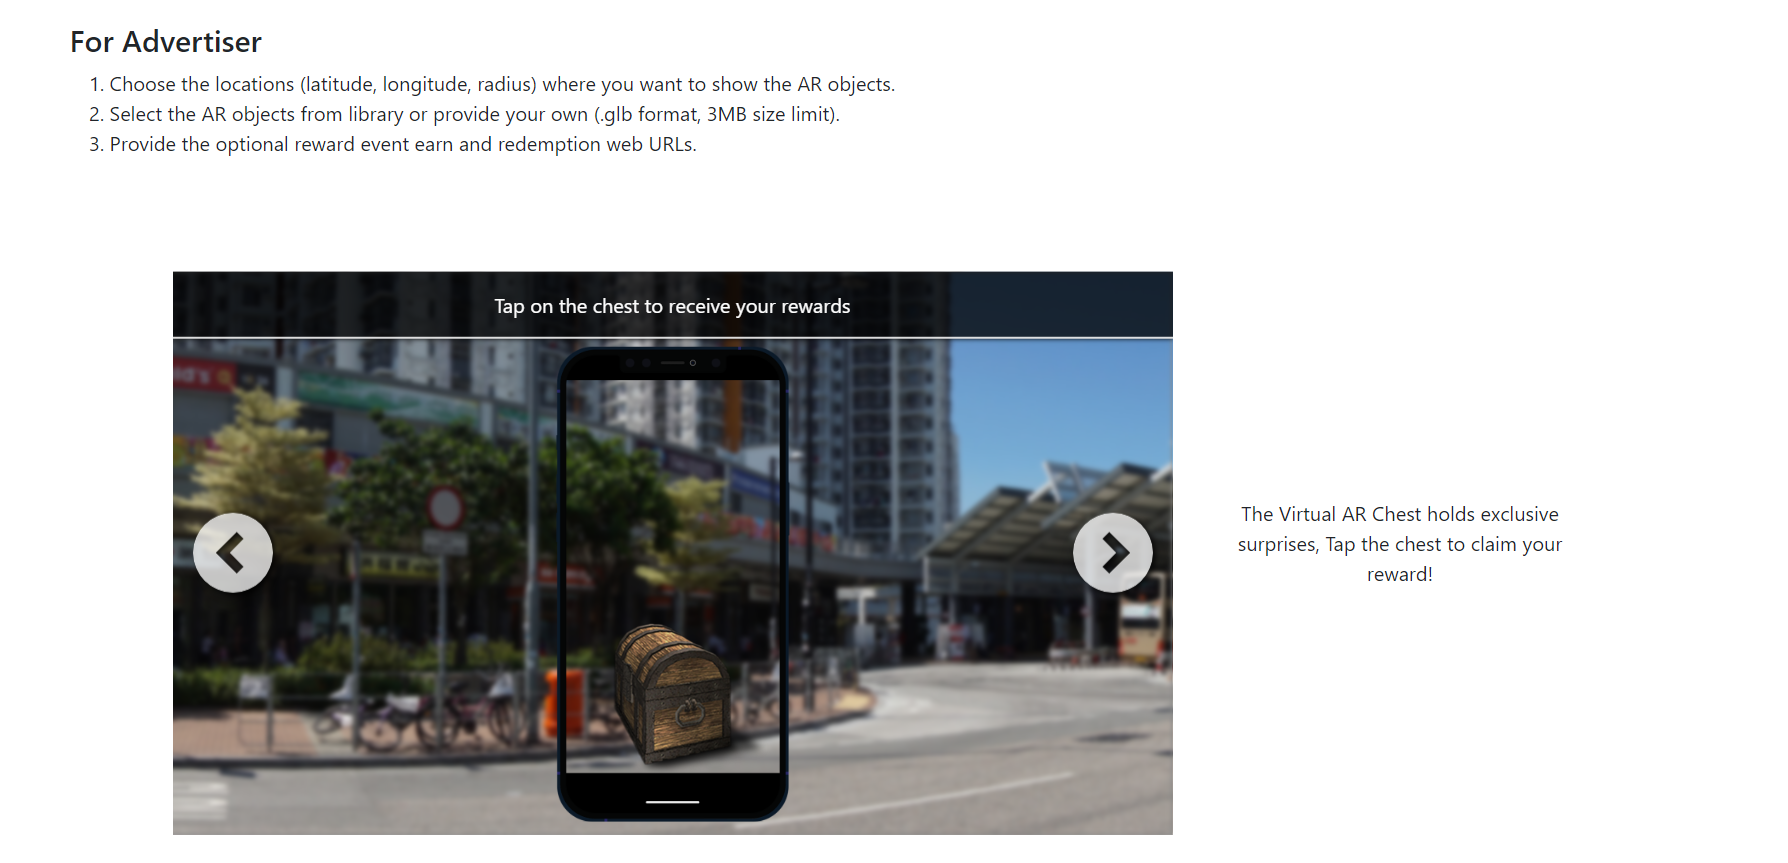 For Advertiser
1. Choose the locations (latitude, longitude, radius) where you want to show the AR objects.
2. Select the AR objects from library or provide your own (.glb format, 3MB size limit).
3. Provide the optional reward event earn and redemption web URLs.
Tap on the chest to receive your rewards
The Virtual AR Chest holds exclusive
surprises, Tap the chest to claim your
reward!